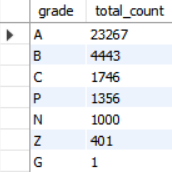 grade total_count
A 23267
B 4443
C 1746
P 1356
N 1000
Z 401
G 1